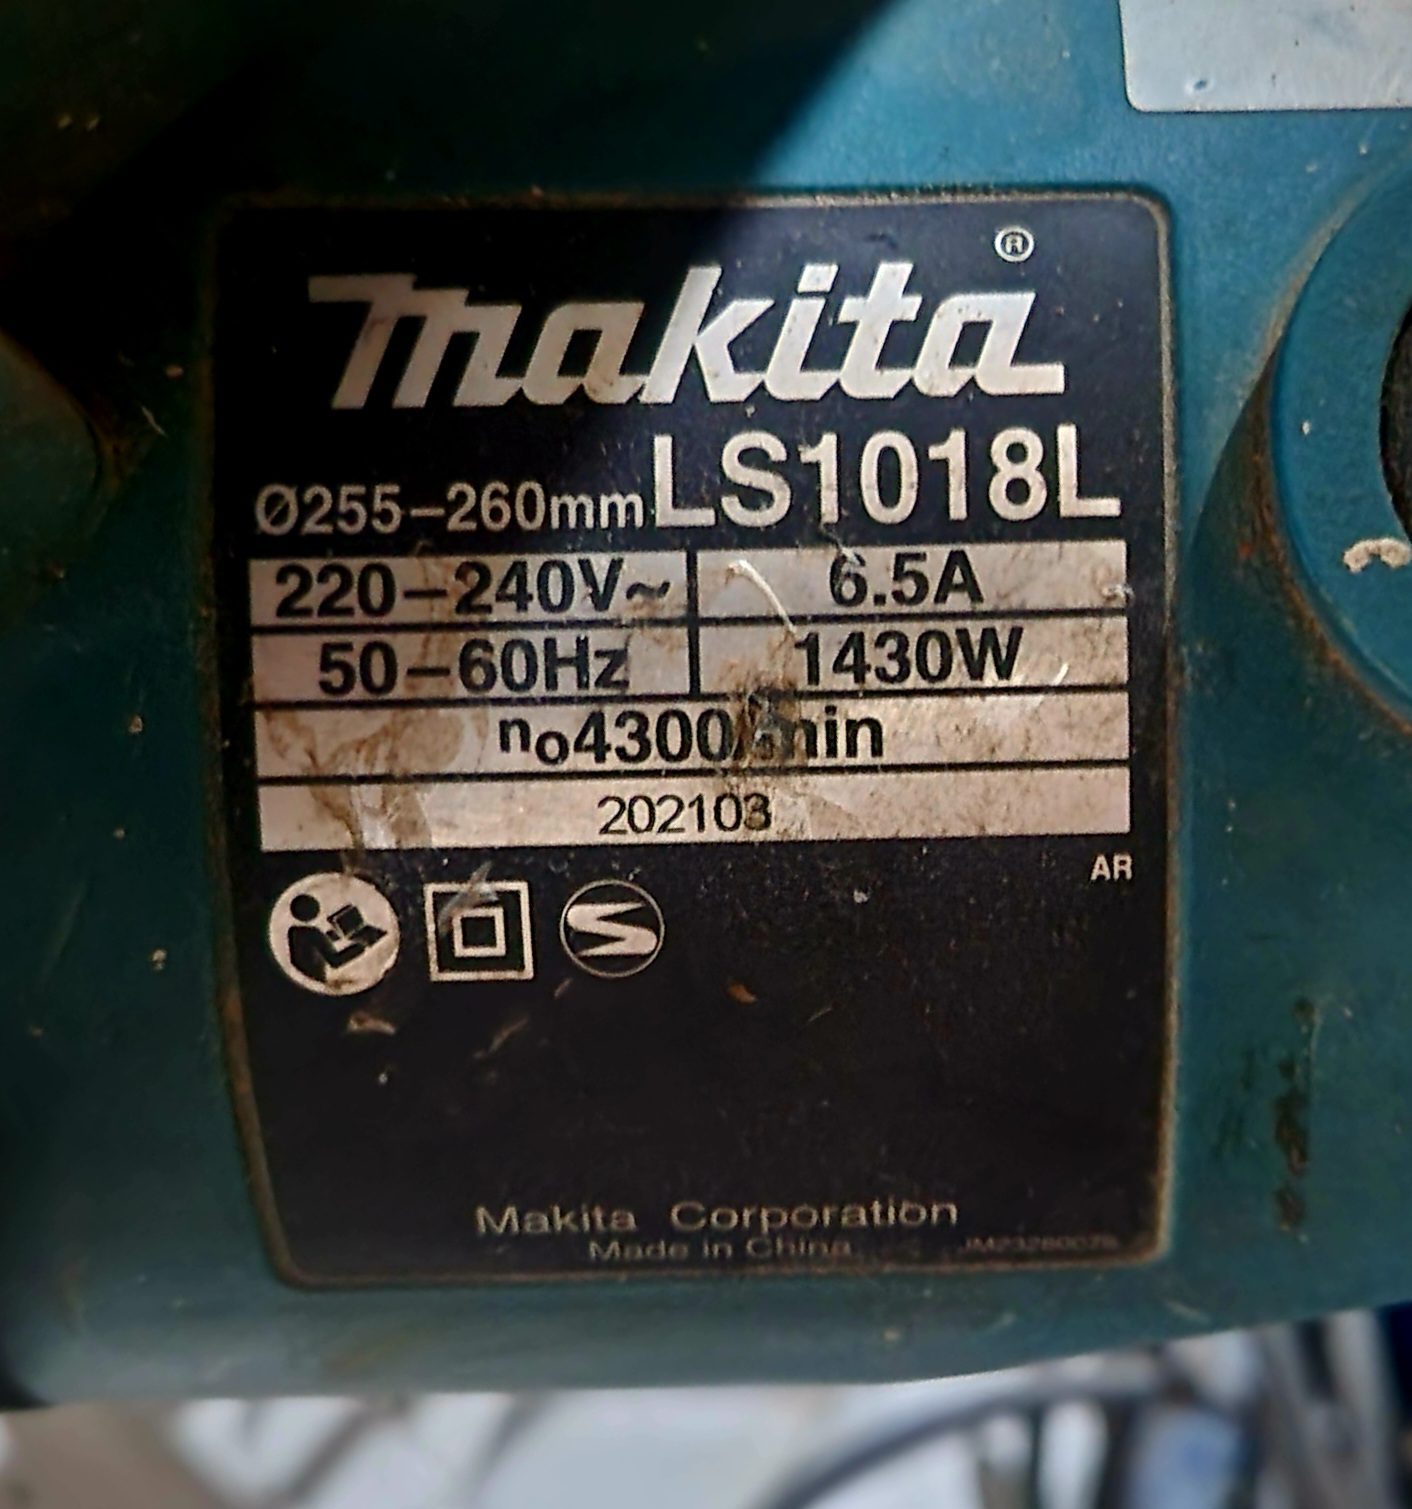 makita®
Ø255-260mm LS1018L
220-240V~ 6.5A
50-60Hz 1430W
no4300/min
202103
AR
Makita Corporation
Made in China